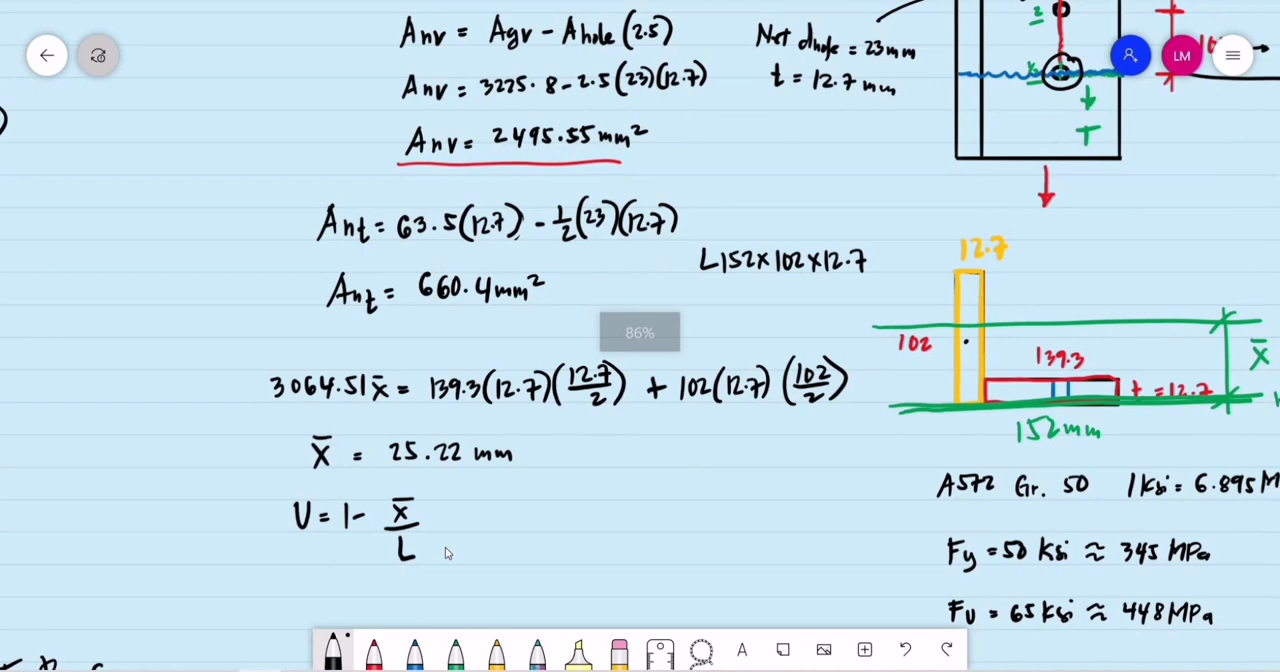 Anv = Agv - Ahole (2.5)
Anv = 3225.8 - 2.5 (23)(12.7)
Anv = 2495.55 mm²
Net dhole = 23 mm
t = 12.7 mm
2
LM
T
Ant = 63.5(12.7) - 1/2 (23)(12.7)
Ant = 660.4 mm²
L152x102x12.7
12.7
86%
102
139.3
x̄
t = 12.7
152mm
3064.51 x̄ = 139.3(12.7)(12.7/2) + 102(12.7)(102/2)
x̄ = 25.22 mm
U = 1 - x̄/L
A572 Gr. 50 1 Ksi = 6.895 M
Fy = 50 Ksi ≈ 345 MPa
Fu = 65 Ksi ≈ 448 MPa
A